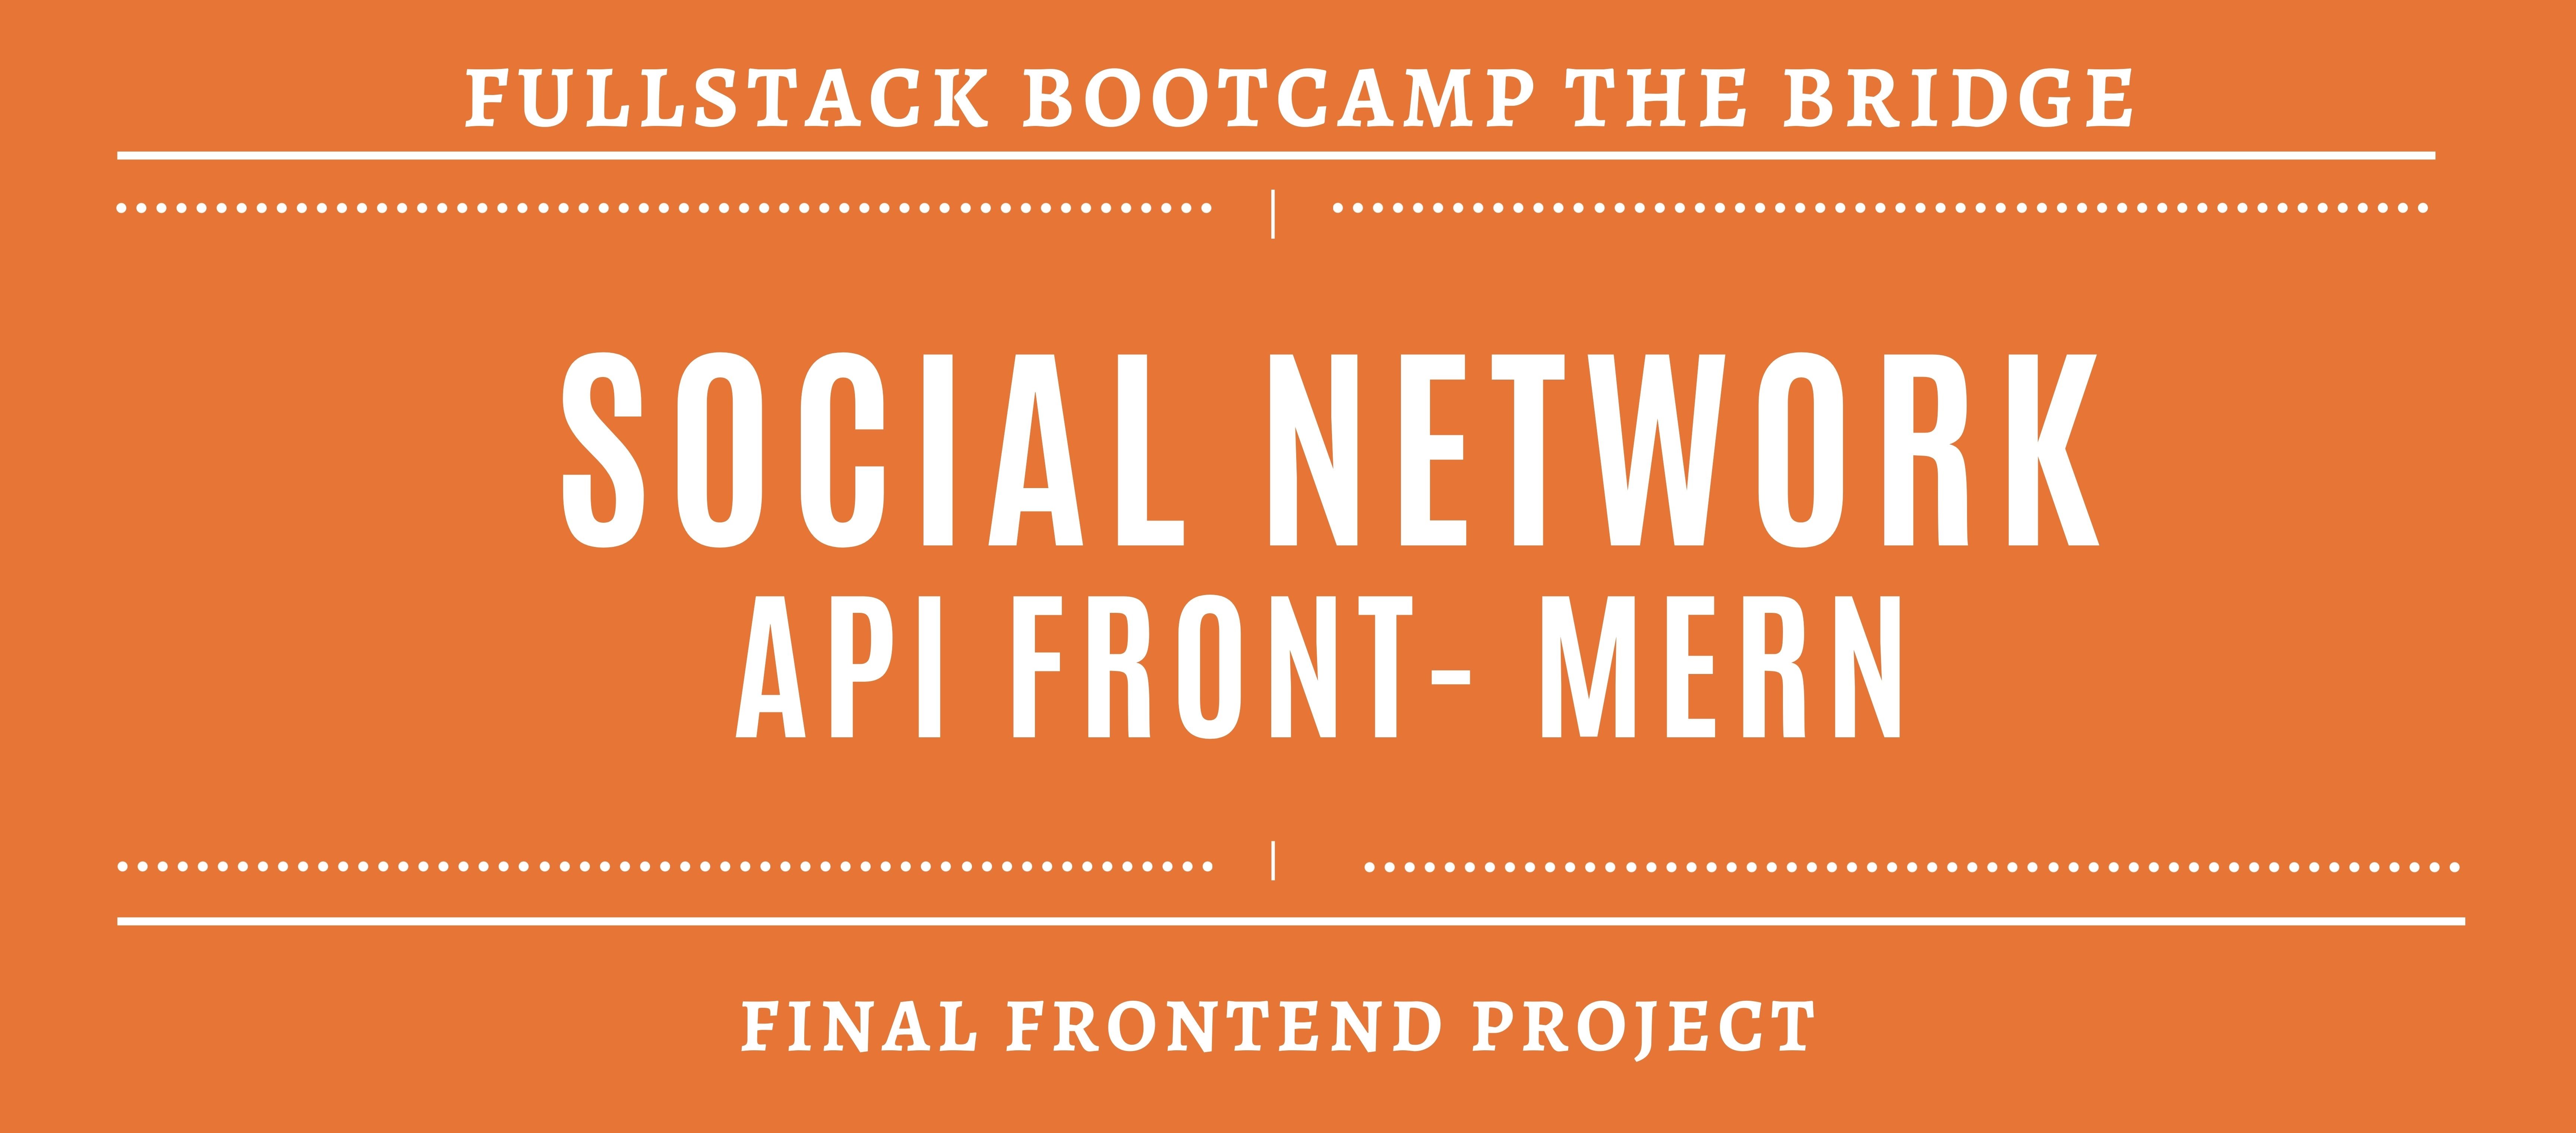 FULLSTACK BOOTCAMP THE BRIDGE
SOCIAL NETWORK
API FRONT- MERN
FINAL FRONTEND PROJECT